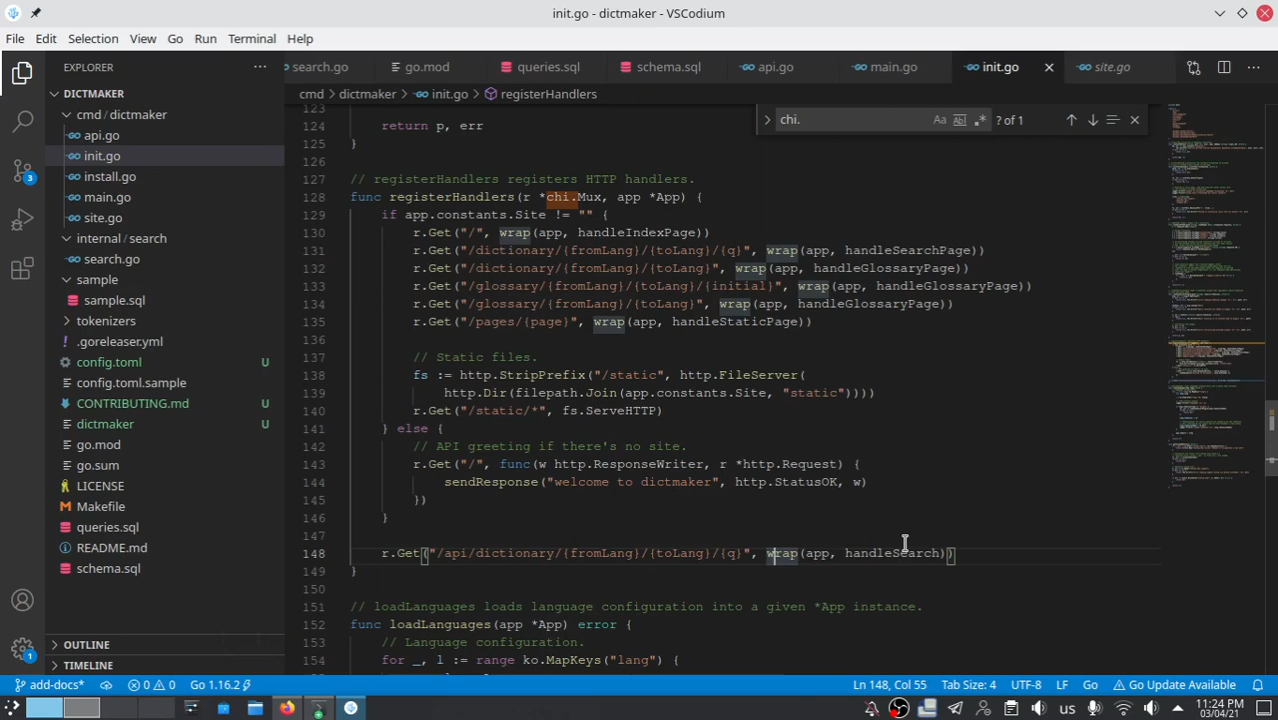 init.go - dictmaker - VSCodium
File Edit Selection View Go Run Terminal Help
EXPLORER
search.go go.mod queries.sql schema.sql api.go main.go init.go site.go
cmd dictmaker init.go registerHandlers
chi.
Aa ab ? of 1
DICTMAKER
cmd/dictmaker
api.go
init.go
install.go
main.go
site.go
internal/search
search.go
sample
sample.sql
tokenizers
.goreleaser.yml
config.toml U
config.toml.sample
CONTRIBUTING.md U
dictmaker U
go.mod
go.sum
LICENSE
Makefile
queries.sql
README.md
schema.sql
OUTLINE
TIMELINE
3
1
123
124 return p, err
125 }
126
127 // registerHandlers registers HTTP handlers.
128 func registerHandlers(r *chi.Mux, app *App) {
129 if app.constants.Site != "" {
130 r.Get("/", wrap(app, handleIndexPage))
131 r.Get("/dictionary/{fromLang}/{toLang}/{q}", wrap(app, handleSearchPage))
132 r.Get("/dictionary/{fromLang}/{toLang}", wrap(app, handleGlossaryPage))
133 r.Get("/glossary/{fromLang}/{toLang}/{initial}", wrap(app, handleGlossaryPage))
134 r.Get("/glossary/{fromLang}/{toLang}", wrap(app, handleGlossaryPage))
135 r.Get("/pages/{page}", wrap(app, handleStaticPage))
136
137 // Static files.
138 fs := http.StripPrefix("/static", http.FileServer(
139 http.Dir(filepath.Join(app.constants.Site, "static"))))
140 r.Get("/static/*", fs.ServeHTTP)
141 } else {
142 // API greeting if there's no site.
143 r.Get("/", func(w http.ResponseWriter, r *http.Request) {
144 sendResponse("welcome to dictmaker", http.StatusOK, w)
145 })
146 }
147
148 r.Get("/api/dictionary/{fromLang}/{toLang}/{q}", wrap(app, handleSearch))
149 }
150
151 // loadLanguages loads language configuration into a given *App instance.
152 func loadLanguages(app *App) error {
153 // Language configuration.
154 for _, l := range ko.MapKeys("lang") {
add-docs* 0 0 Go 1.16.2 Ln 148, Col 55 Tab Size: 4 UTF-8 LF Go Go Update Available
us 11:24 PM
03/04/21